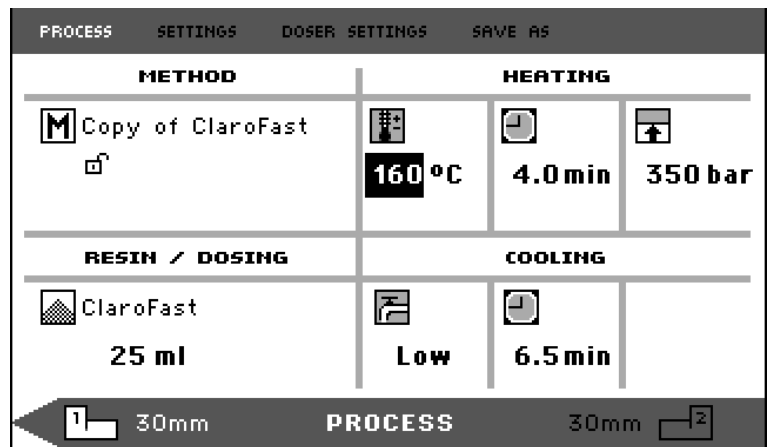 PROCESS SETTINGS DOSER SETTINGS SAVE AS
METHOD HEATING
M Copy of ClaroFast
160 ºC 4.0 min 350 bar
RESIN / DOSING COOLING
ClaroFast
25 ml Low 6.5 min
1 30mm PROCESS 30mm 2